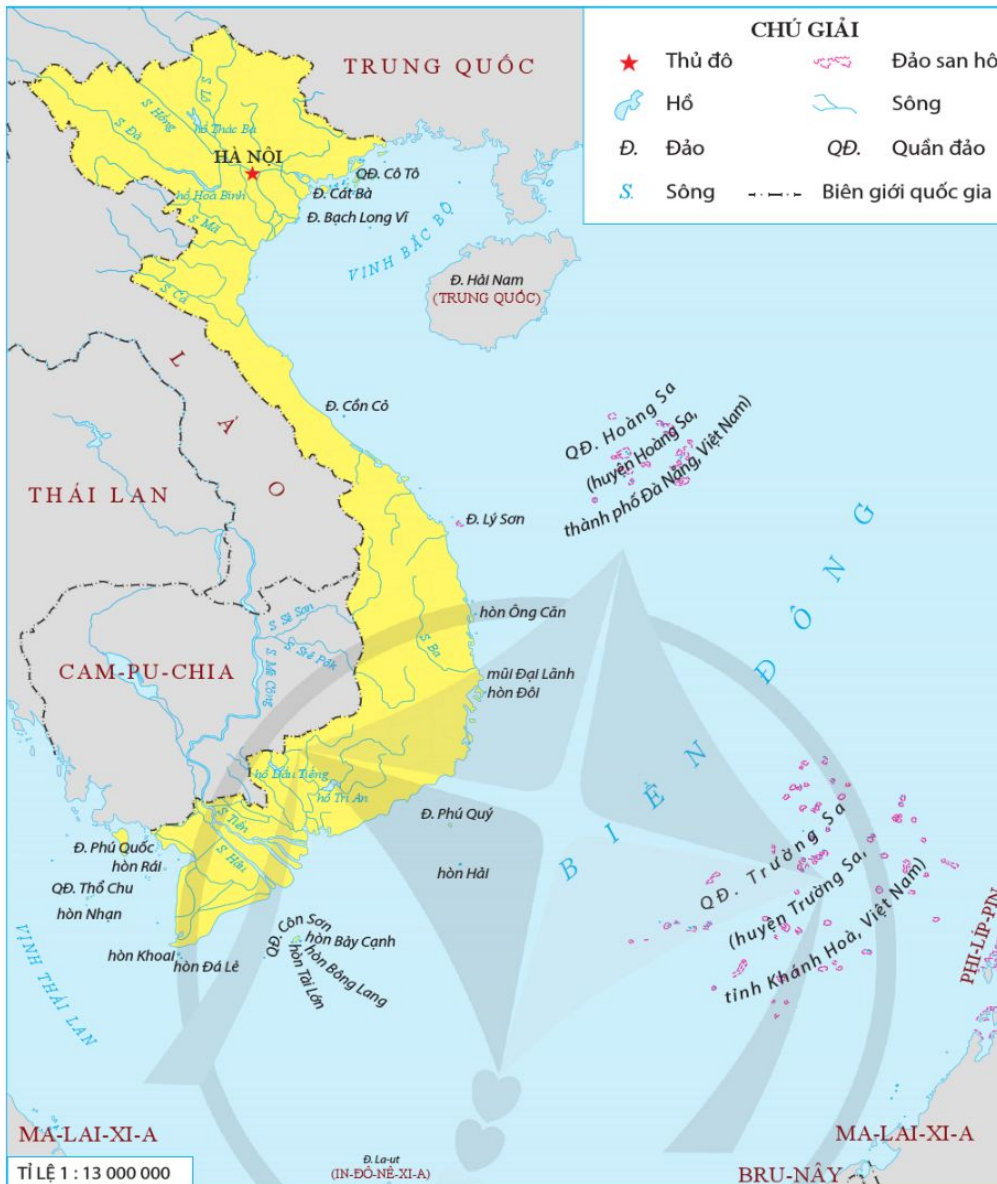 CHÚ GIẢI
Thủ đô
Đảo san hô
Hồ
Sông
Đ. Đảo
QĐ. Quần đảo
S. Sông
Biên giới quốc gia
TRUNG QUỐC
S. Lô
S. Hồng
S. Đà
hồ Thác Bà
HÀ NỘI
QĐ. Cô Tô
hồ Hoà Bình
Đ. Cát Bà
Đ. Bạch Long Vĩ
S. Mã
VỊNH BẮC BỘ
Đ. Hải Nam
(TRUNG QUỐC)
S. Cả
LÀO
Đ. Cồn Cỏ
QĐ. Hoàng Sa
(huyện Hoàng Sa,
thành phố Đà Nẵng, Việt Nam)
THÁI LAN
Đ. Lý Sơn
BIỂN ĐÔNG
hòn Ông Căn
S. Sê San
S. Srê Pốk
S. Mê Công
S. Ba
CAM-PU-CHIA
mũi Đại Lãnh
hòn Đôi
hồ Dầu Tiếng
hồ Trị An
Đ. Phú Quý
S. Tiền
S. Hậu
Đ. Phú Quốc
hòn Rái
QĐ. Thổ Chu
hòn Nhạn
hòn Hải
QĐ. Trường Sa
(huyện Trường Sa,
tỉnh Khánh Hoà, Việt Nam)
QĐ. Côn Sơn
hòn Bảy Cạnh
hòn Bông Lang
hòn Tài Lớn
hòn Khoai
hòn Đá Lẻ
VỊNH THÁI LAN
PHI-LÍP-PIN
MA-LAI-XI-A
MA-LAI-XI-A
Đ. La-ut
(IN-ĐÔ-NÊ-XI-A)
BRU-NÂY
TỈ LỆ 1 : 13 000 000